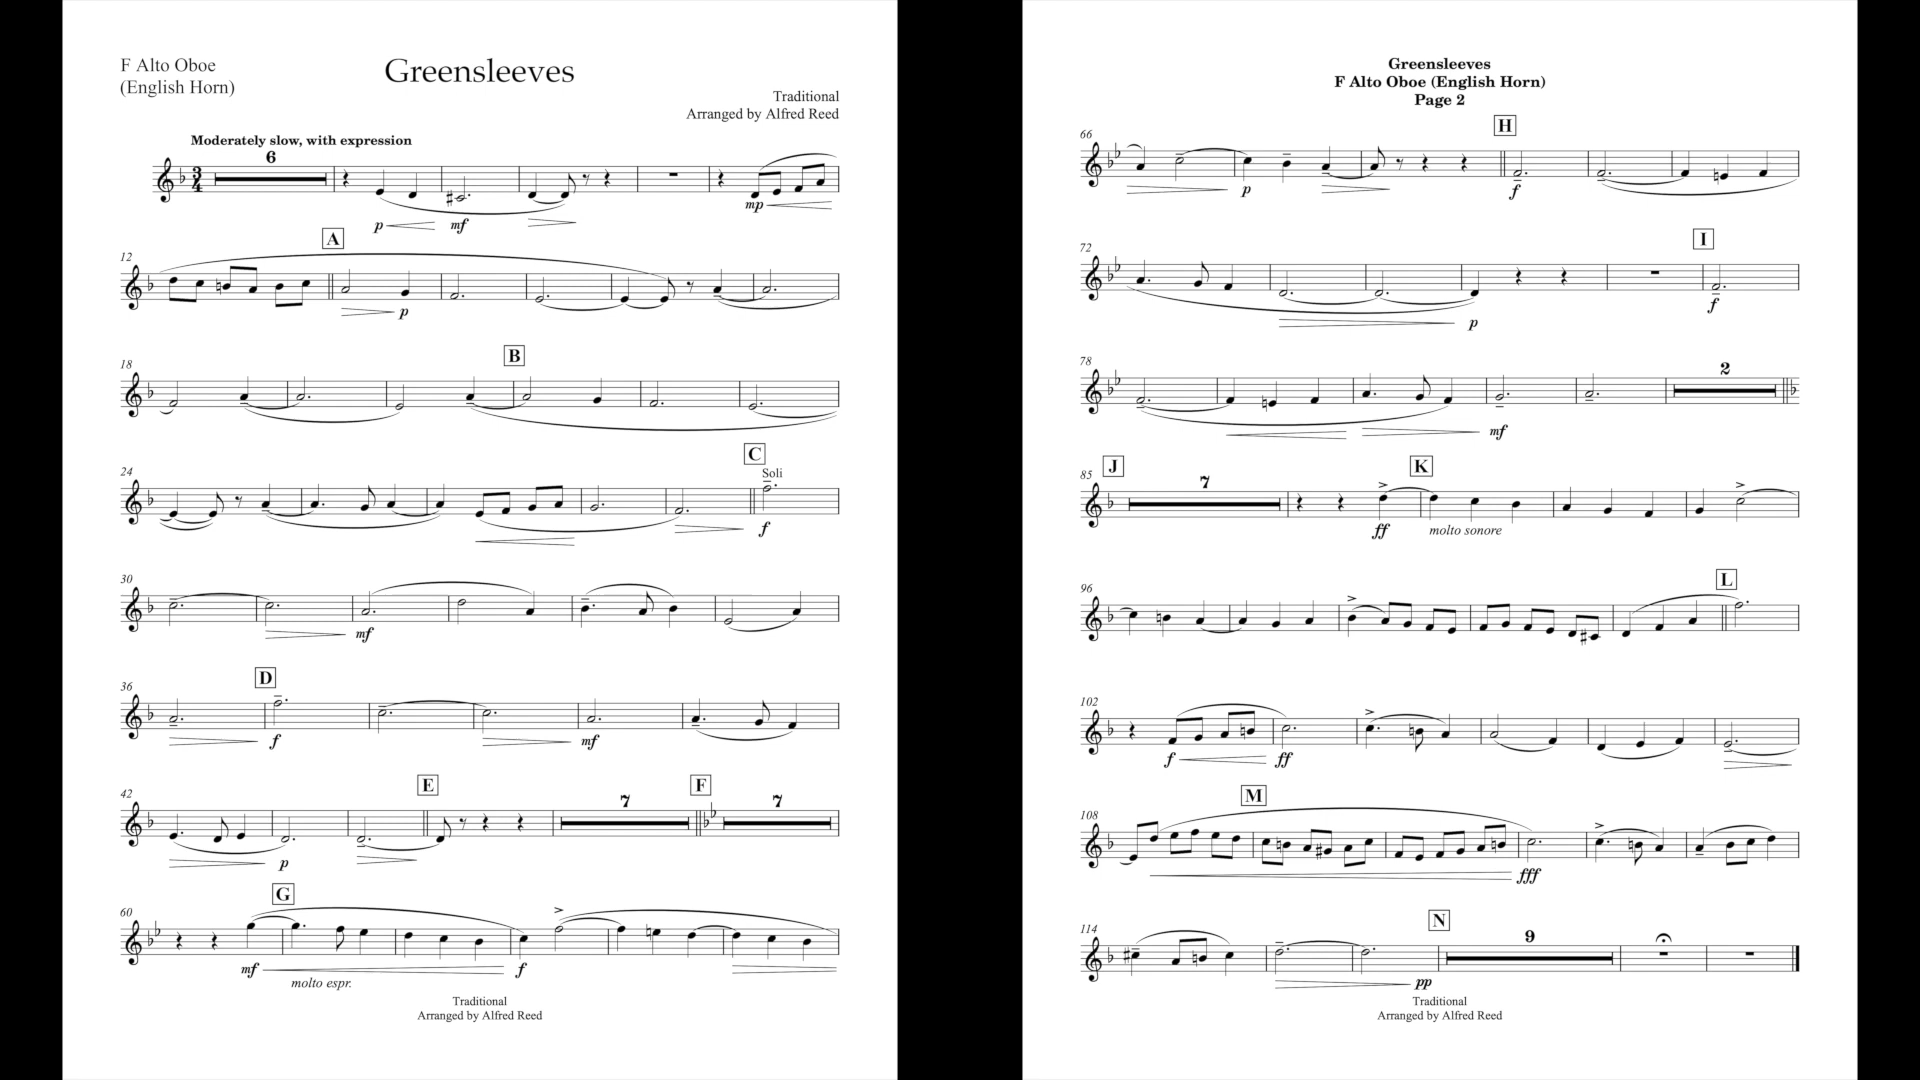 F Alto Oboe
(English Horn)
Greensleeves
Traditional
Arranged by Alfred Reed
Moderately slow, with expression
6
3
4
p mf mp
A
12
p
B
18
C
24
Soli
f
30
mf
D
36
f mf
E F
42
7 7
p
G
60
mf f
molto espr.
Traditional
Arranged by Alfred Reed
Greensleeves
F Alto Oboe (English Horn)
Page 2
H
66
p f
I
72
p f
78
2
mf
J K
85
7
ff molto sonore
L
96
102
f ff
M
108
fff
N
114
9
pp
Traditional
Arranged by Alfred Reed